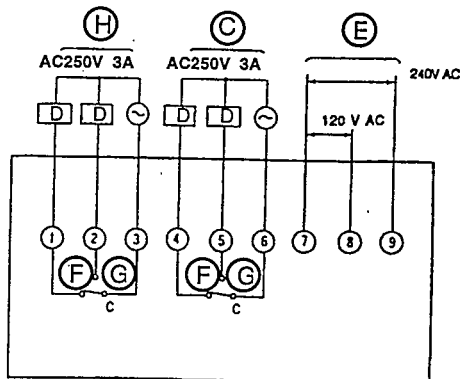 H C E
AC250V 3A AC250V 3A 240V AC
D D ~ D D ~ 120 V AC
1 2 3 4 5 6 7 8 9
F G F G
C C